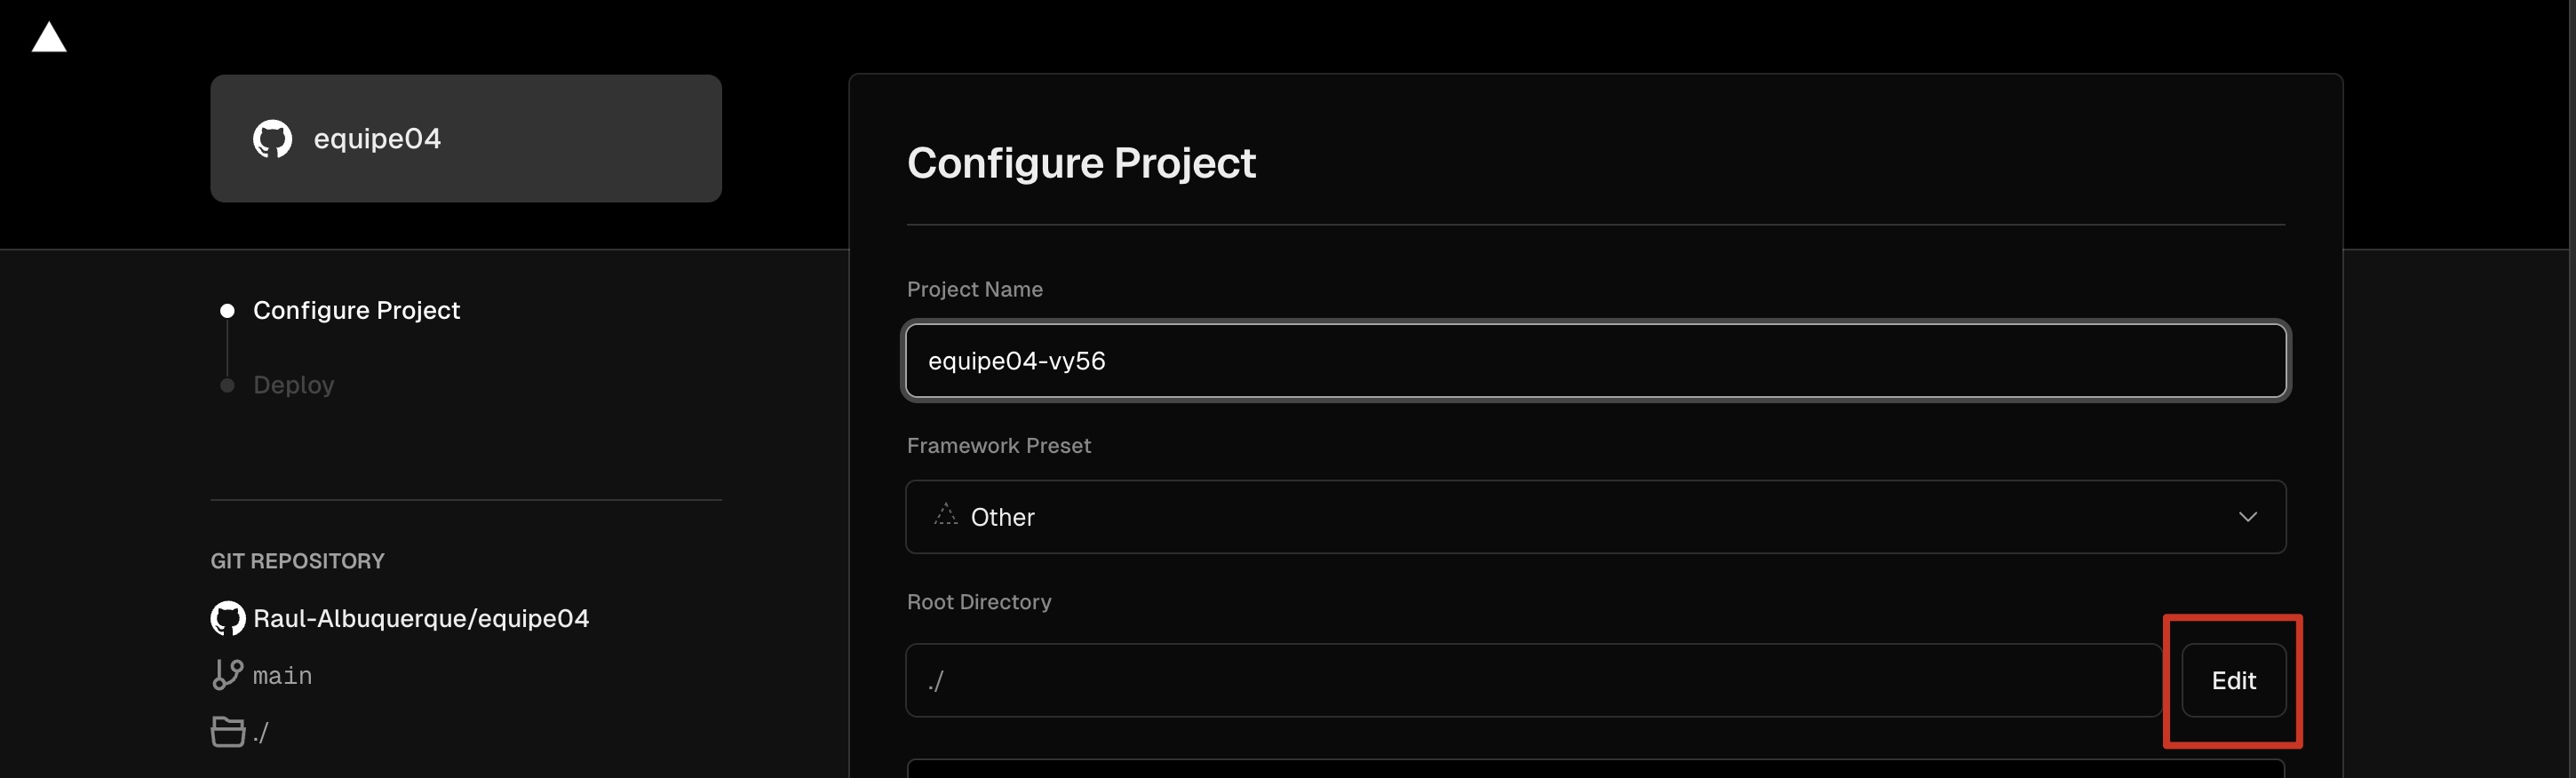 equipe04
Configure Project
Deploy
GIT REPOSITORY
Raul-Albuquerque/equipe04
main
./
Configure Project
Project Name
equipe04-vy56
Framework Preset
Other
Root Directory
./
Edit